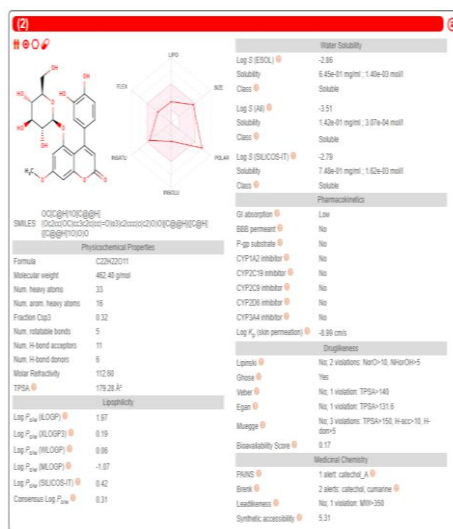 (2)
LIPO
SIZE
POLAR
INSOLU
INSATU
FLEX
SMILES
Physicochemical Properties
Formula C22H22O11
Molecular weight 462.40 g/mol
Num. heavy atoms 33
Num. arom. heavy atoms 16
Fraction Csp3 0.32
Num. rotatable bonds 5
Num. H-bond acceptors 11
Num. H-bond donors 6
Molar Refractivity 112.60
TPSA 179.28 Å²
Lipophilicity
Log Po/w (iLOGP) 1.97
Log Po/w (XLOGP3) 0.19
Log Po/w (WLOGP) 0.06
Log Po/w (MLOGP) -1.07
Log Po/w (SILICOS-IT) 0.42
Consensus Log Po/w 0.31
Water Solubility
Log S (ESOL) -2.86
Solubility 6.45e-01 mg/ml ; 1.40e-03 mol/l
Class Soluble
Log S (Ali) -3.51
Solubility 1.42e-01 mg/ml ; 3.07e-04 mol/l
Class Soluble
Log S (SILICOS-IT) -2.79
Solubility 7.48e-01 mg/ml ; 1.62e-03 mol/l
Class Soluble
Pharmacokinetics
GI absorption Low
BBB permeant No
P-gp substrate No
CYP1A2 inhibitor No
CYP2C19 inhibitor No
CYP2C9 inhibitor No
CYP2D6 inhibitor No
CYP3A4 inhibitor No
Log Kp (skin permeation) -8.99 cm/s
Druglikeness
Lipinski No; 2 violations: NorO>10, NHorOH>5
Ghose Yes
Veber No; 1 violation: TPSA>140
Egan No; 1 violation: TPSA>131.6
Muegge No; 3 violations: TPSA>150, H-acc>10, H-
don>5
Bioavailability Score 0.17
Medicinal Chemistry
PAINS 1 alert: catechol_A
Brenk 2 alerts: catechol, cumarine
Leadlikeness No; 1 violation: MW>350
Synthetic accessibility 5.31